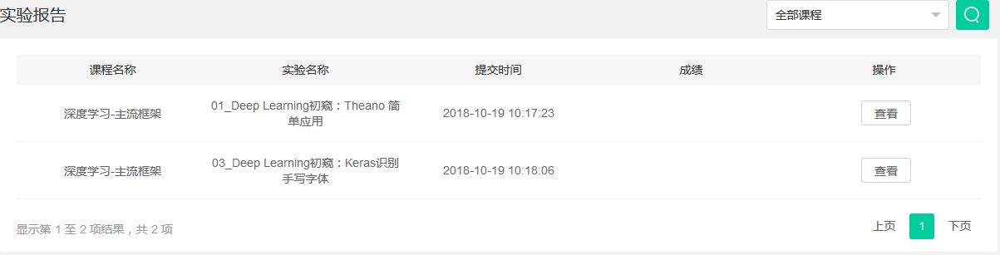 实验报告
全部课程
课程名称 实验名称 提交时间 成绩 操作
深度学习-主流框架 01_Deep Learning初窥：Theano 简 2018-10-19 10:17:23 查看
单应用
深度学习-主流框架 03_Deep Learning初窥：Keras识别 2018-10-19 10:18:06 查看
手写字体
显示第 1 至 2 项结果，共 2 项 上页 1 下页